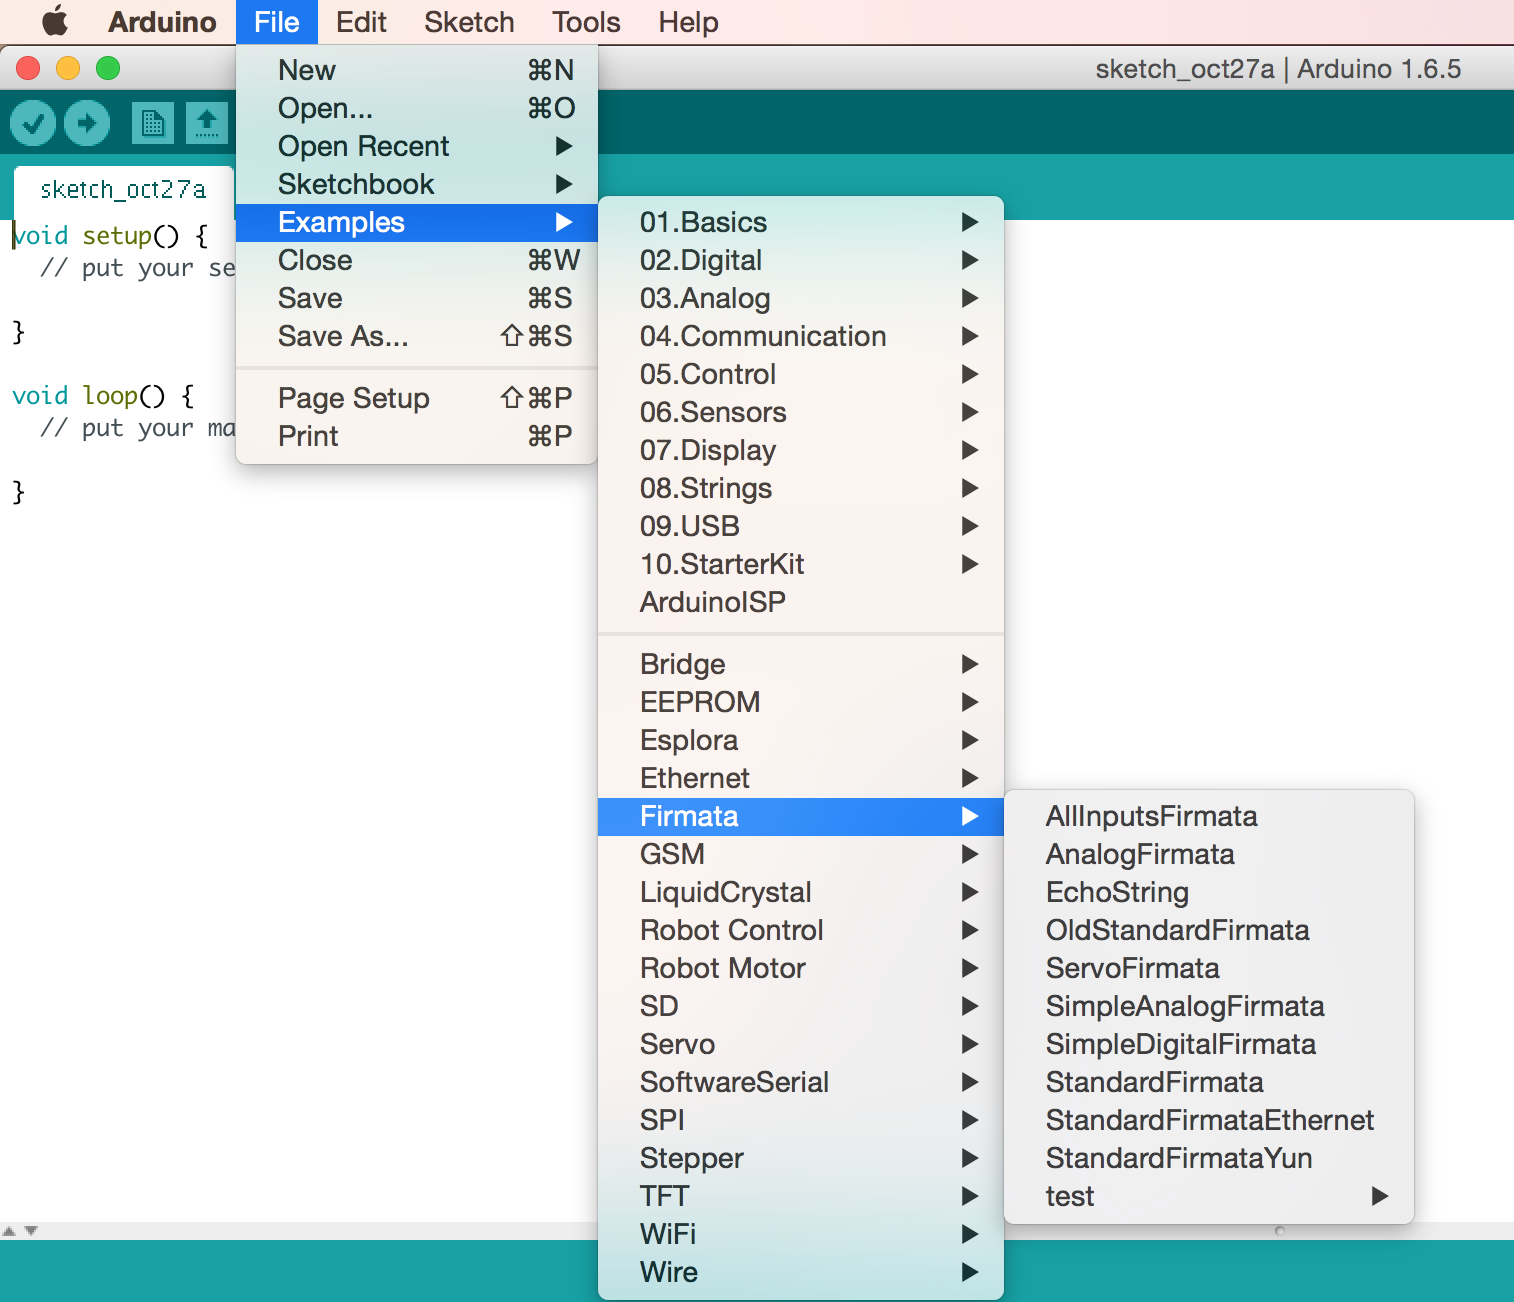 Arduino File Edit Sketch Tools Help
sketch_oct27a | Arduino 1.6.5
New ⌘N
Open... ⌘O
Open Recent ▶
Sketchbook ▶
Examples ▶
Close ⌘W
Save ⌘S
Save As... ⇧⌘S
Page Setup ⇧⌘P
Print ⌘P
sketch_oct27a
void setup() {
// put your se
}
void loop() {
// put your ma
}
01.Basics ▶
02.Digital ▶
03.Analog ▶
04.Communication ▶
05.Control ▶
06.Sensors ▶
07.Display ▶
08.Strings ▶
09.USB ▶
10.StarterKit ▶
ArduinoISP
Bridge ▶
EEPROM ▶
Esplora ▶
Ethernet ▶
Firmata ▶
GSM ▶
LiquidCrystal ▶
Robot Control ▶
Robot Motor ▶
SD ▶
Servo ▶
SoftwareSerial ▶
SPI ▶
Stepper ▶
TFT ▶
WiFi ▶
Wire ▶
AllInputsFirmata
AnalogFirmata
EchoString
OldStandardFirmata
ServoFirmata
SimpleAnalogFirmata
SimpleDigitalFirmata
StandardFirmata
StandardFirmataEthernet
StandardFirmataYun
test ▶